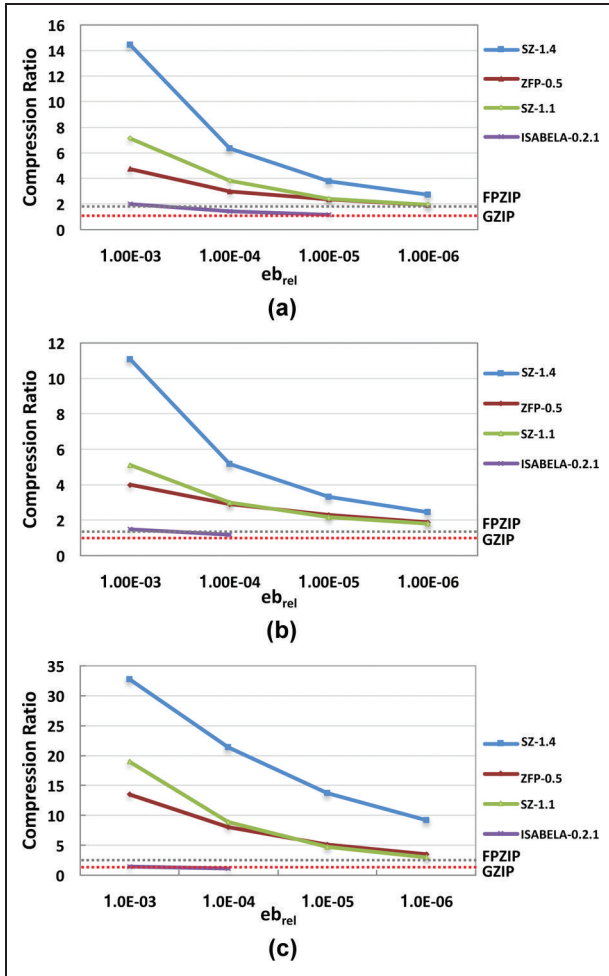 16
14
12
10
8
6
4
2
0
Compression Ratio
1.00E-03 1.00E-04 1.00E-05 1.00E-06
eb_rel
SZ-1.4
ZFP-0.5
SZ-1.1
ISABELA-0.2.1
FPZIP
GZIP
(a)
12
10
8
6
4
2
0
Compression Ratio
1.00E-03 1.00E-04 1.00E-05 1.00E-06
eb_rel
SZ-1.4
ZFP-0.5
SZ-1.1
ISABELA-0.2.1
FPZIP
GZIP
(b)
35
30
25
20
15
10
5
0
Compression Ratio
1.0E-03 1.0E-04 1.0E-05 1.0E-06
eb_rel
SZ-1.4
ZFP-0.5
SZ-1.1
ISABELA-0.2.1
FPZIP
GZIP
(c)